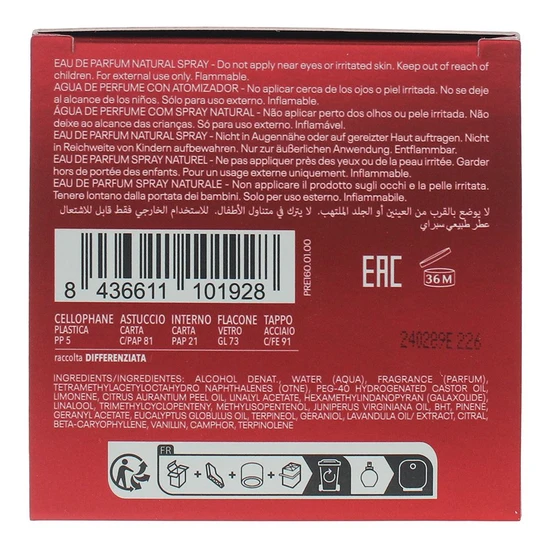 EAU DE PARFUM NATURAL SPRAY - Do not apply near eyes or irritated skin. Keep out of reach of
children. For external use only. Flammable.
AGUA DE PERFUME CON ATOMIZADOR - No aplicar cerca de los ojos o piel irritada. No se deje
al alcance de los niños. Sólo para uso externo. Inflamable.
ÁGUA DE PERFUME COM SPRAY NATURAL - Não aplicar perto dos olhos ou pele irritada. Não
deixe ao alcance das crianças. Só para uso externo. Inflamável.
EAU DE PARFUM NATURAL SPRAY - Nicht in Augennähe oder auf gereizter Haut auftragen. Nicht
in Reichweite von Kindern aufbewahren. Nur zur äußerlichen Anwendung. Entflammbar.
EAU DE PARFUM SPRAY NATUREL - Ne pas appliquer près des yeux ou de la peau irritée. Garder
hors de portée des enfants. Pour un usage externe uniquement. Inflammable.
EAU DE PARFUM SPRAY NATURALE - Non applicare il prodotto sugli occhi e la pelle irritata.
Tenere lontano dalla portata dei bambini. Solo per uso esterno. Infiammabile.
لا يوضع بالقرب من العينين أو الجلد الملتهب. لا يترك في متناول الأطفال. للاستخدام الخارجي فقط قابل للاشتعال
عطر طبيعي سبراي
8 436611 101928
PRE160.01.00
EAC
36 M
CELLOPHANE ASTUCCIO INTERNO FLACONE TAPPO
PLASTICA CARTA CARTA VETRO ACCIAIO
PP 5 C/PAP 81 PAP 21 GL 73 C/FE 91
raccolta DIFFERENZIATA
240209E 226
INGREDIENTS/INGREDIENTES: ALCOHOL DENAT., WATER (AQUA), FRAGRANCE (PARFUM),
TETRAMETHYLACETYLOCTAHYDRO NAPHTHALENES (OTNE), PEG-40 HYDROGENATED CASTOR OIL,
LIMONENE, CITRUS AURANTIUM PEEL OIL, LINALYL ACETATE, HEXAMETHYLINDANOPYRAN (GALAXOLIDE),
LINALOOL, TRIMETHYLCYCLOPENTENYL METHYLISOPENTENOL, JUNIPERUS VIRGINIANA OIL, BHT, PINENE,
GERANYL ACETATE, EUCALYPTUS GLOBULUS OIL, TERPINEOL, GERANIOL, LAVANDULA OIL/ EXTRACT, CITRAL,
BETA-CARYOPHYLLENE, VANILLIN, CAMPHOR, TERPINOLENE
FR